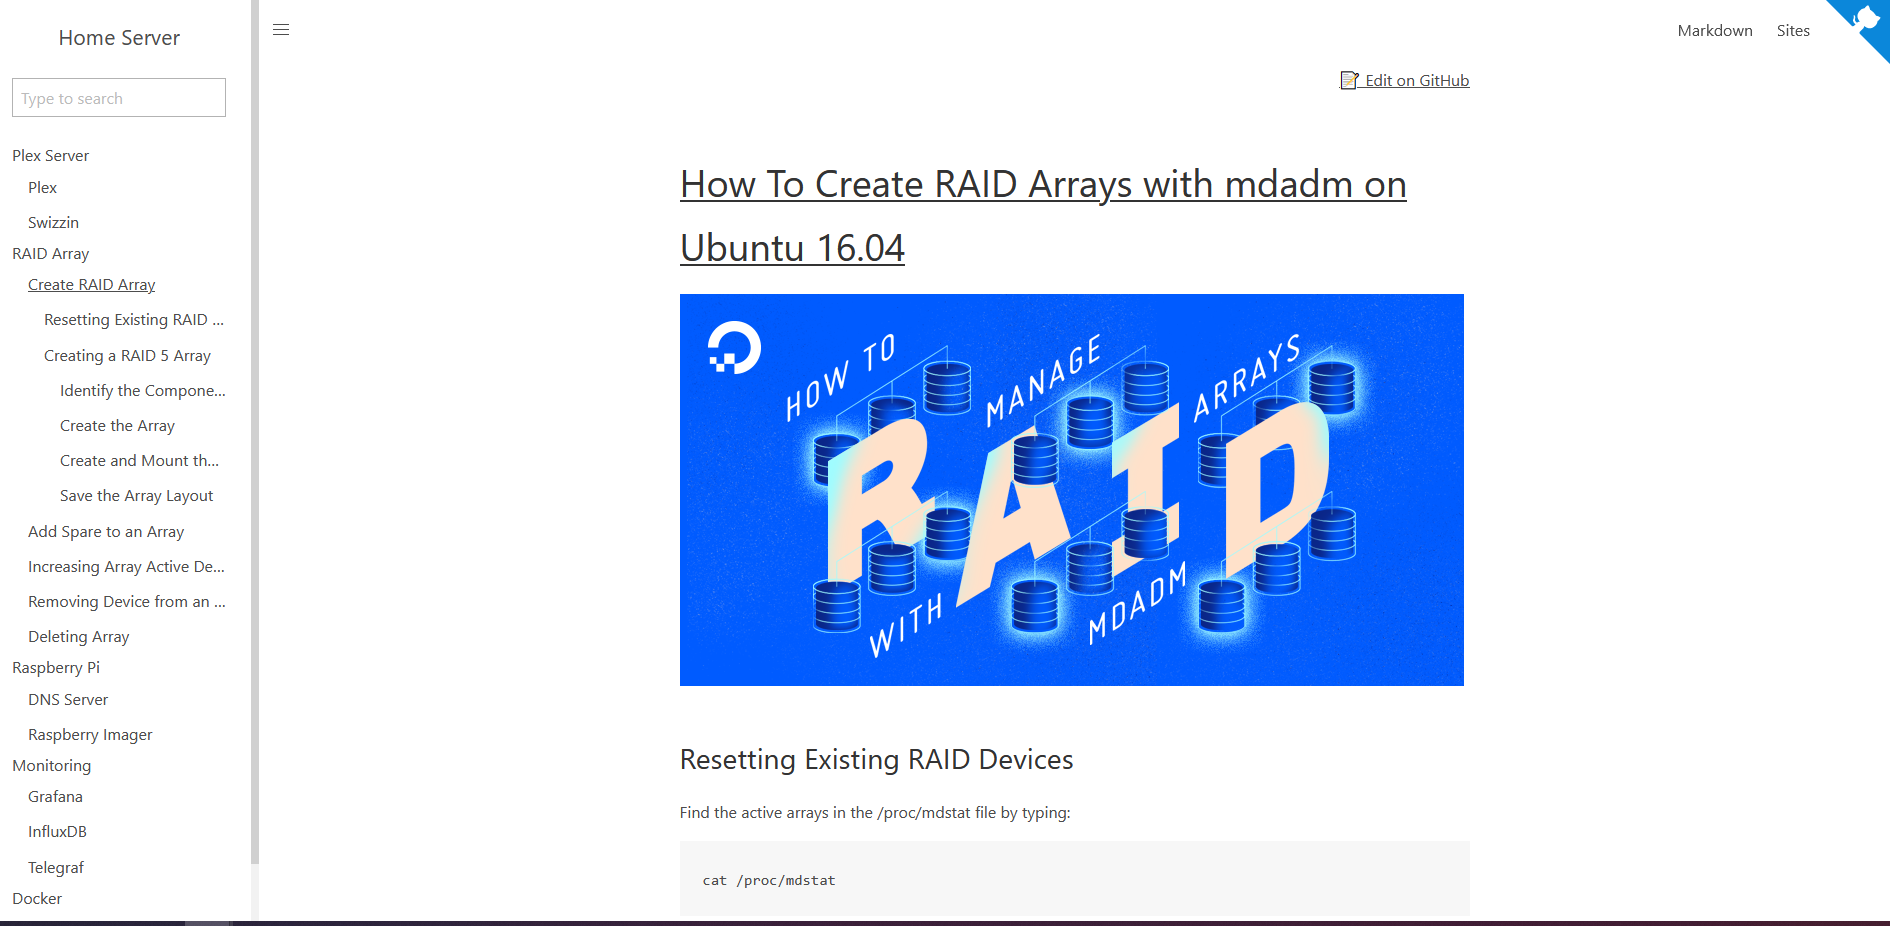 Home Server
Type to search
Plex Server
Plex
Swizzin
RAID Array
Create RAID Array
Resetting Existing RAID ...
Creating a RAID 5 Array
Identify the Compone...
Create the Array
Create and Mount th...
Save the Array Layout
Add Spare to an Array
Increasing Array Active De...
Removing Device from an ...
Deleting Array
Raspberry Pi
DNS Server
Raspberry Imager
Monitoring
Grafana
InfluxDB
Telegraf
Docker
Markdown Sites
Edit on GitHub
How To Create RAID Arrays with mdadm on
Ubuntu 16.04
HOW TO
MANAGE
ARRAYS
RAID
WITH
MDADM
Resetting Existing RAID Devices
Find the active arrays in the /proc/mdstat file by typing:
cat /proc/mdstat